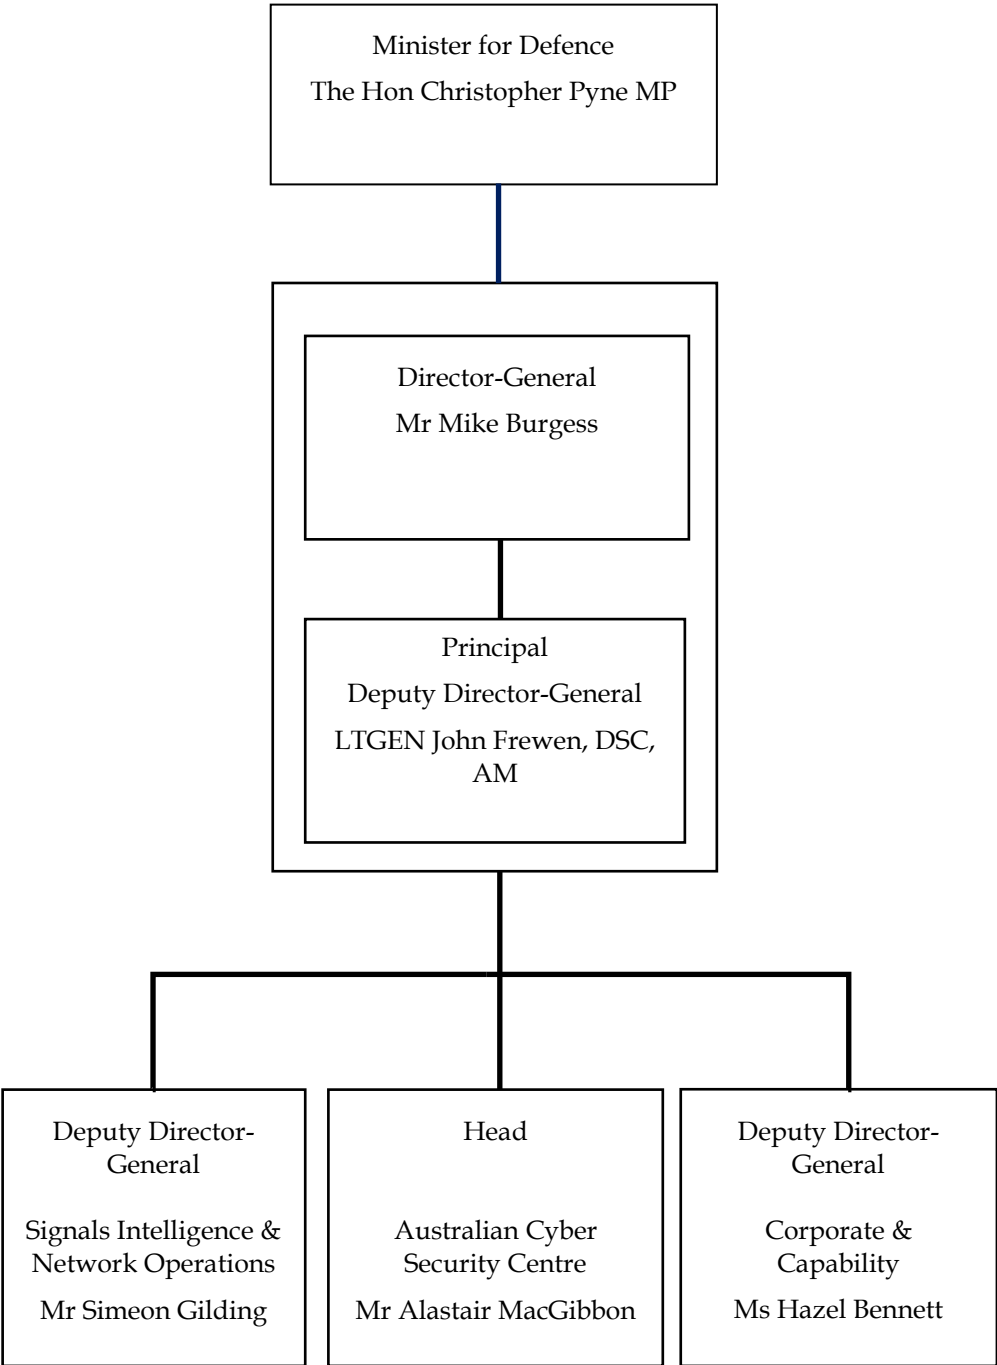 Minister for Defence
The Hon Christopher Pyne MP
Director-General
Mr Mike Burgess
Principal
Deputy Director-General
LTGEN John Frewen, DSC,
AM
Deputy Director-
General
Signals Intelligence &
Network Operations
Mr Simeon Gilding
Head
Australian Cyber
Security Centre
Mr Alastair MacGibbon
Deputy Director-
General
Corporate &
Capability
Ms Hazel Bennett